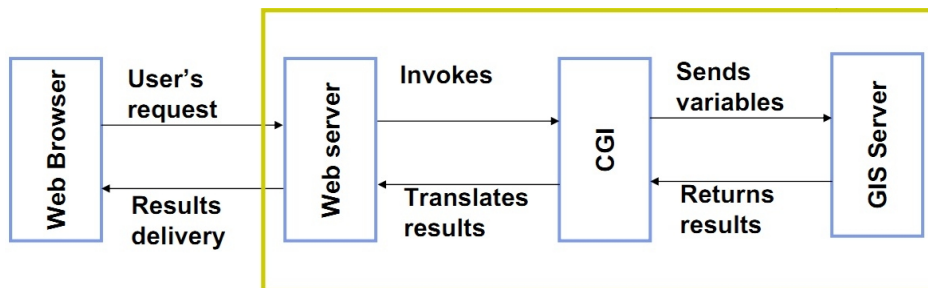 Web Browser
User's
request
Results
delivery
Web server
Invokes
Translates
results
CGI
Sends
variables
Returns
results
GIS Server